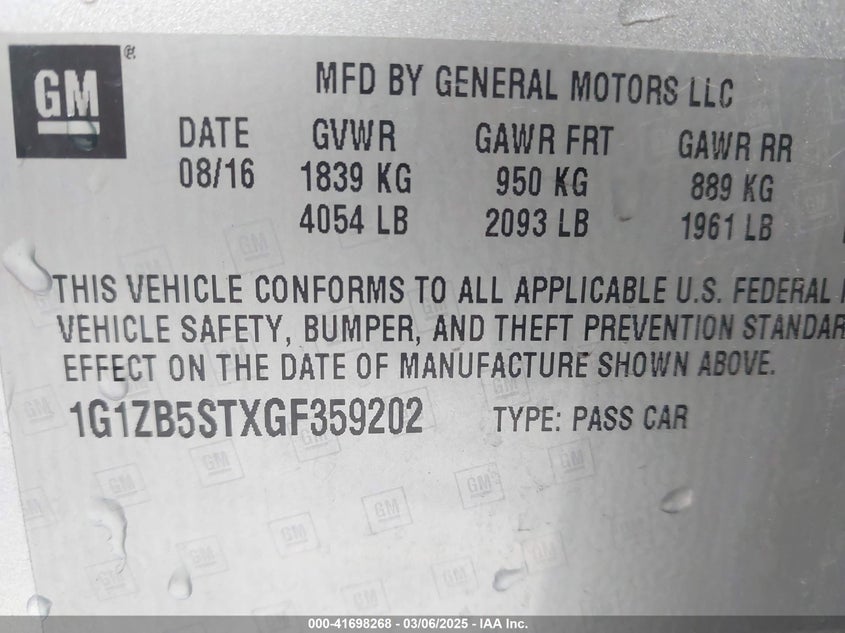 GM®
MFD BY GENERAL MOTORS LLC
DATE GVWR GAWR FRT GAWR RR
08/16 1839 KG 950 KG 889 KG
4054 LB 2093 LB 1961 LB
THIS VEHICLE CONFORMS TO ALL APPLICABLE U.S. FEDERAL
VEHICLE SAFETY, BUMPER, AND THEFT PREVENTION STANDAR
EFFECT ON THE DATE OF MANUFACTURE SHOWN ABOVE.
1G1ZB5STXGF359202 TYPE: PASS CAR
000-41698268 - 03/06/2025 - IAA Inc.